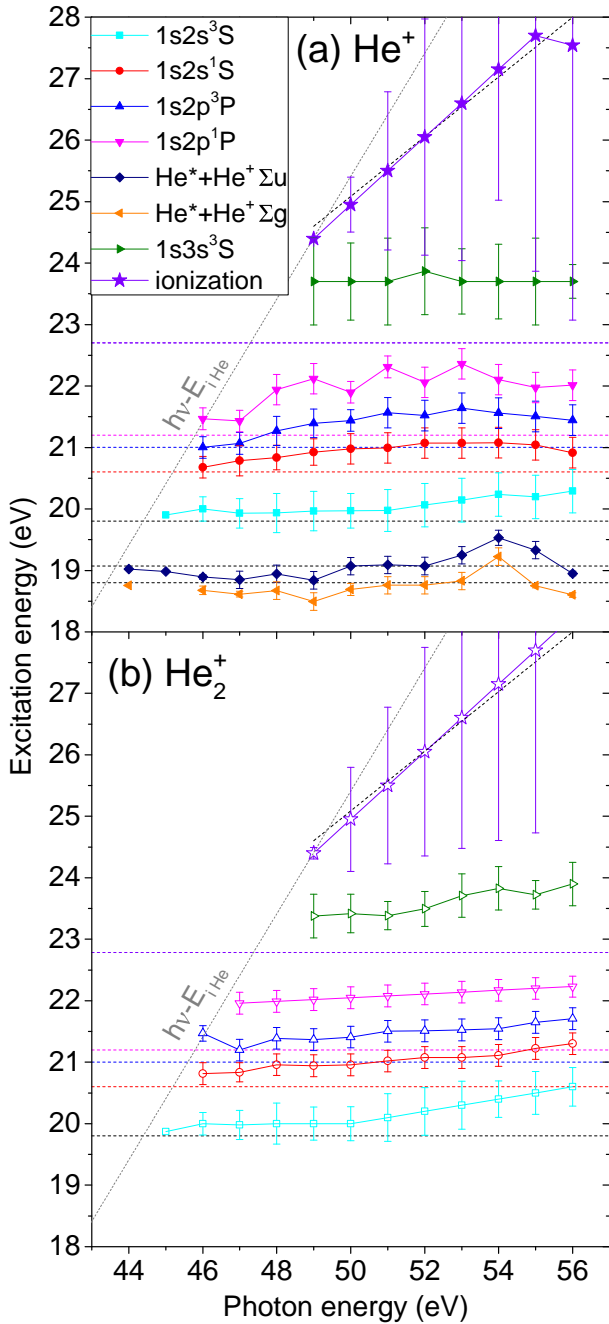 28
27
26
25
24
23
22
21
20
19
18
1s2s³S
1s2s¹S
1s2p³P
1s2p¹P
He*+He⁺ Σu
He*+He⁺ Σg
1s3s³S
ionization
(a) He⁺
hν-E_{i He}
Excitation energy (eV)
27
26
25
24
23
22
21
20
19
18
(b) He₂⁺
hν-E_{i He}
44 46 48 50 52 54 56
Photon energy (eV)